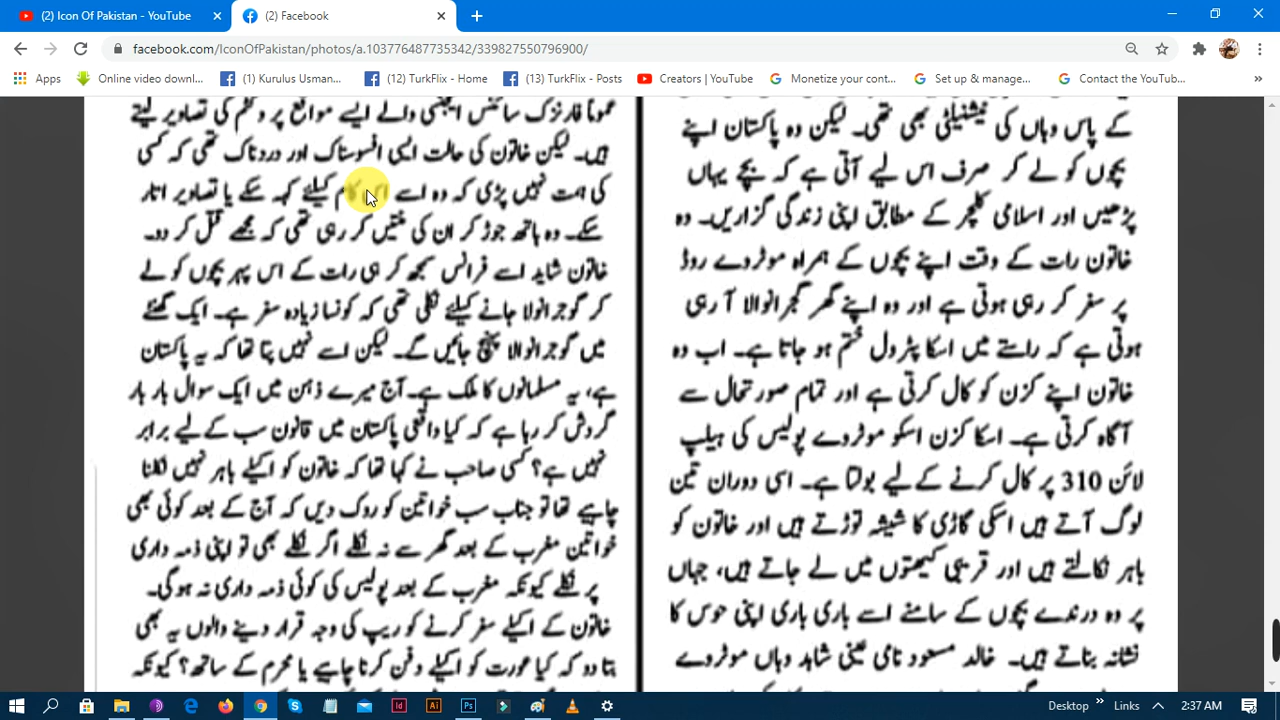 (2) Icon Of Pakistan - YouTube
(2) Facebook
facebook.com/IconOfPakistan/photos/a.103776487735342/339827550796900/
Apps
Online video downl...
(1) Kurulus Usman...
(12) TurkFlix - Home
(13) TurkFlix - Posts
Creators | YouTube
Monetize your cont...
Set up & manage...
Contact the YouTub...
»
کے پاس وہاں کی نیشنیلٹی بھی تھی۔ لیکن وہ پاکستان اپنے
بچوں کو لے کر صرف اس لیے آتی ہے کہ بچے یہاں
پڑھیں اور اسلامی کلچر کے مطابق اپنی زندگی گزاریں۔ وہ
خاتون رات کے وقت اپنے بچوں کے ہمراہ موٹروے روڈ
پر سفر کر رہی ہوتی ہے اور وہ اپنے گھر گجرانوالا آ رہی
ہوتی ہے کہ راستے میں اسکا پٹرول ختم ہو جاتا ہے۔ اب وہ
خاتون اپنے کزن کو کال کرتی ہے اور تمام صورتحال سے
آگاہ کرتی ہے۔ اسکا کزن اسکو موٹروے پولیس کی ہیلپ
لائن 310 پر کال کرنے کے لیے بولتا ہے۔ اسی دوران تین
لوگ آتے ہیں اسکی گاڑی کا شیشہ توڑتے ہیں اور خاتون کو
باہر نکالتے ہیں اور قریبی کھیتوں میں لے جاتے ہیں، جہاں
پر وہ درندے بچوں کے سامنے اسے باری باری اپنی حوس کا
نشانہ بناتے ہیں۔ خالد مسعود نامی عینی شاہد وہاں موٹروے
عموماً فارنزک سائنس ایجنسی والے ایسے مواقع پر وکٹم کی تصاویر لیتے
ہیں۔ لیکن خاتون کی حالت ایسی افسوسناک اور دردناک تھی کہ کسی
کی ہمت نہیں پڑی کہ وہ اسے اس کام کیلئے کہہ سکے یا تصاویر اتار
سکے۔ وہ ہاتھ جوڑ کر ان کی منتیں کر رہی تھی کہ مجھے قتل کر دو۔
خاتون شاید اسے فرانس سمجھ کر ہی رات کے اس پہر بچوں کو لے
کر گوجرانوالا جانے کیلئے نکلی تھی کہ کونسا زیادہ سفر ہے۔ ایک گھنٹے
میں گوجرانوالا پہنچ جائیں گے۔ لیکن اسے نہیں پتا تھا کہ یہ پاکستان
ہے، یہ مسلمانوں کا ملک ہے۔ آج میرے ذہن میں ایک سوال بار بار
گردش کر رہا ہے کہ کیا واقعی پاکستان میں قانون سب کے لیے برابر
نہیں ہے؟ کسی صاحب نے کہا تھا کہ خاتون کو اکیلے باہر نہیں نکلنا
چاہیے تھا تو جناب سب خواتین کو روک دیں کہ آج کے بعد کوئی بھی
خواتین مغرب کے بعد گھر سے نہ نکلے اگر نکلے بھی تو اپنی ذمہ داری
پر نکلے کیونکہ مغرب کے بعد پولیس کی کوئی ذمہ داری نہ ہوگی۔
خاتون کے اکیلے سفر کرنے کو ریپ کی وجہ قرار دینے والوں یہ بھی
بتا دو کہ کیا عورت کو اکیلے دفن کرنا چاہیے یا محرم کے ساتھ؟ کیونکہ
Desktop
»
Links
2:37 AM